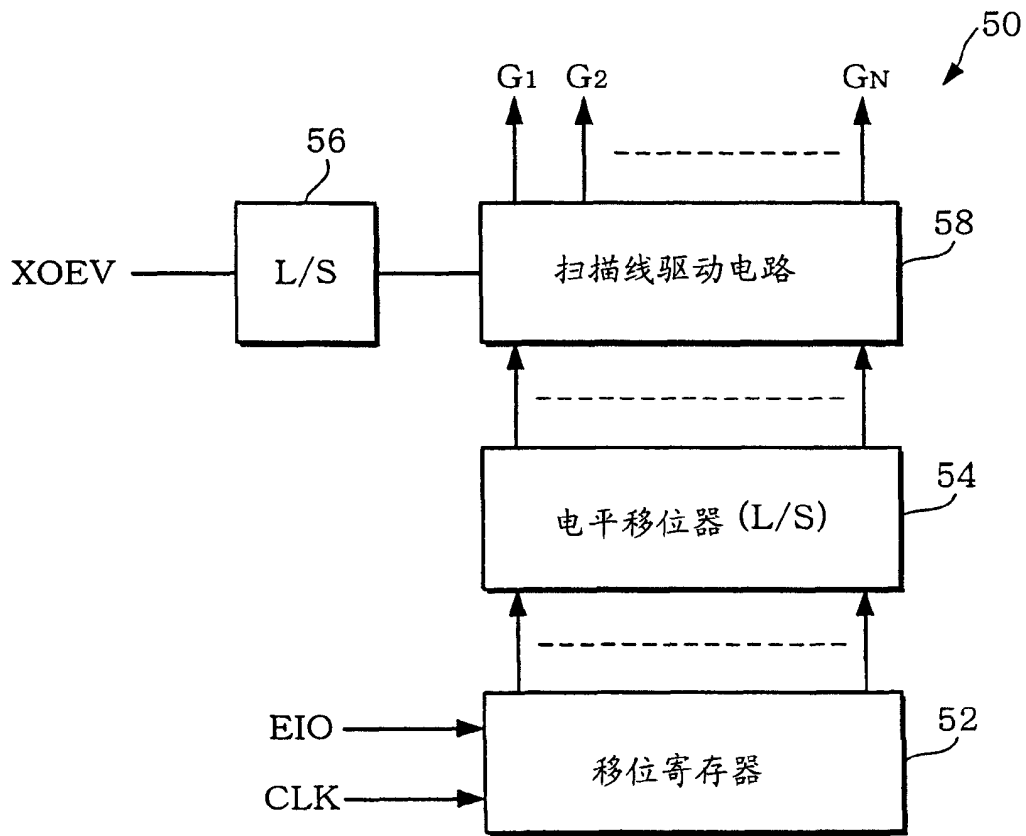 50
G1 G2 GN
56
58
XOEV
L/S
扫描线驱动电路
54
电平移位器 (L/S)
52
EIO
移位寄存器
CLK